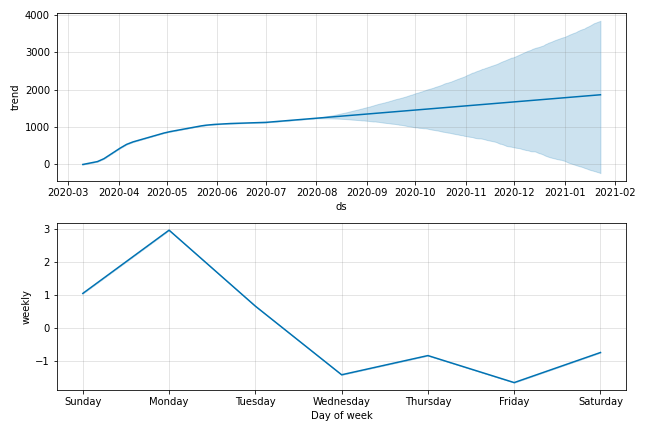 4000
3000
2000
1000
0
trend
2020-03 2020-04 2020-05 2020-06 2020-07 2020-08 2020-09 2020-10 2020-11 2020-12 2021-01 2021-02
ds
3
2
1
0
−1
weekly
Sunday Monday Tuesday Wednesday Thursday Friday Saturday
Day of week